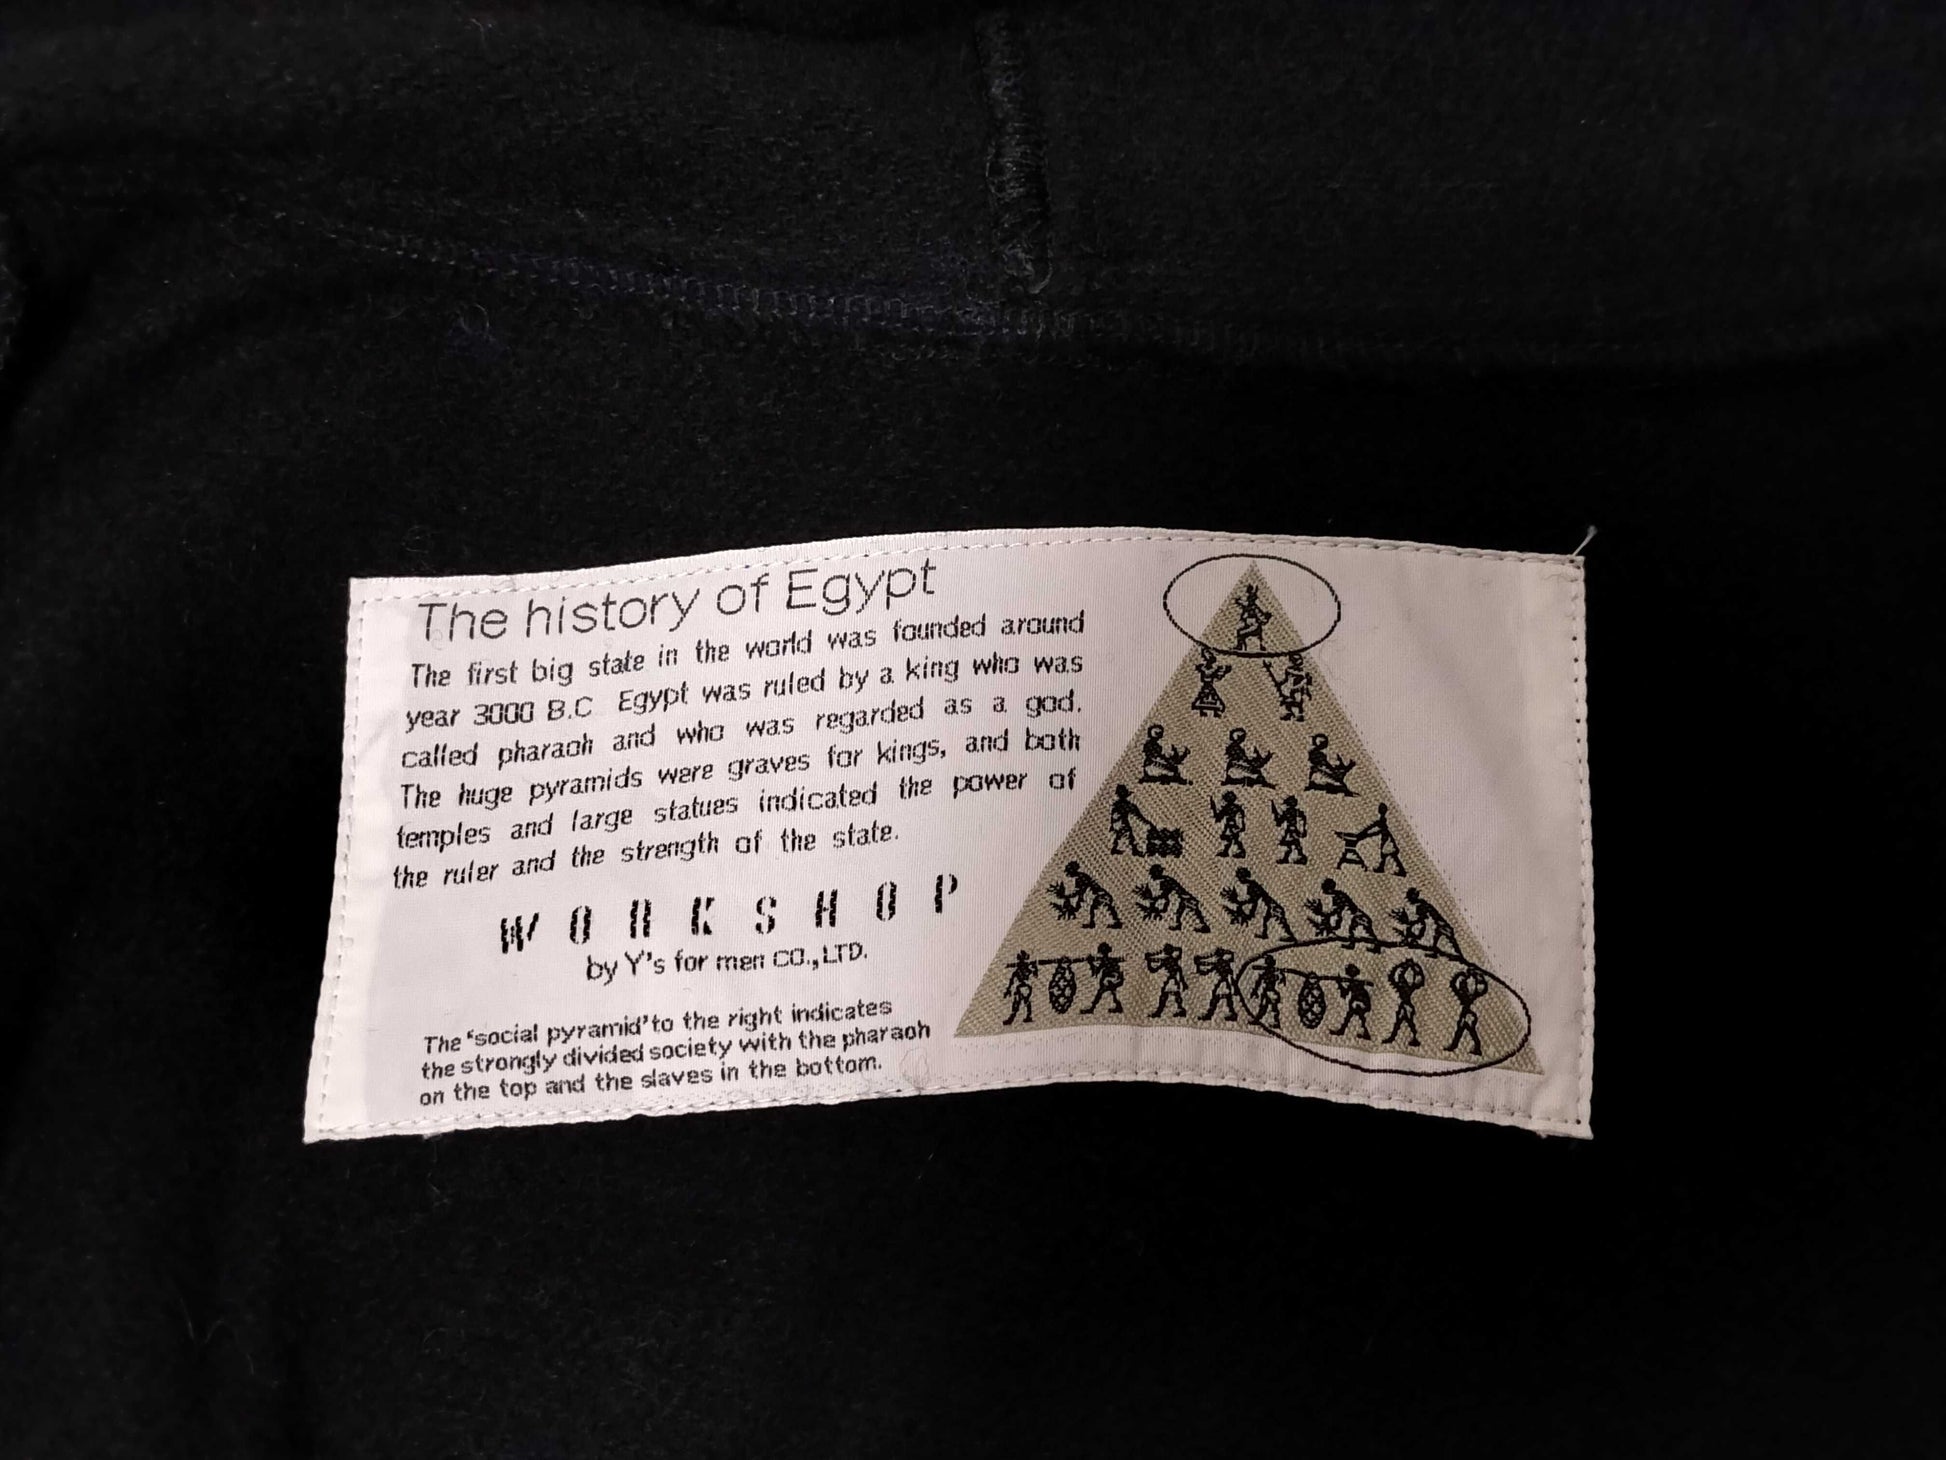 The history of Egypt
The first big state in the world was founded around
year 3000 B.C Egypt was ruled by a king who was
called pharaoh and who was regarded as a god.
The huge pyramids were graves for kings, and both
temples and large statues indicated the power of
the ruler and the strength of the state.
WORKSHOP
by Y's for men CO.,LTD.
The 'social pyramid' to the right indicates
the strongly divided society with the pharaoh
on the top and the slaves in the bottom.